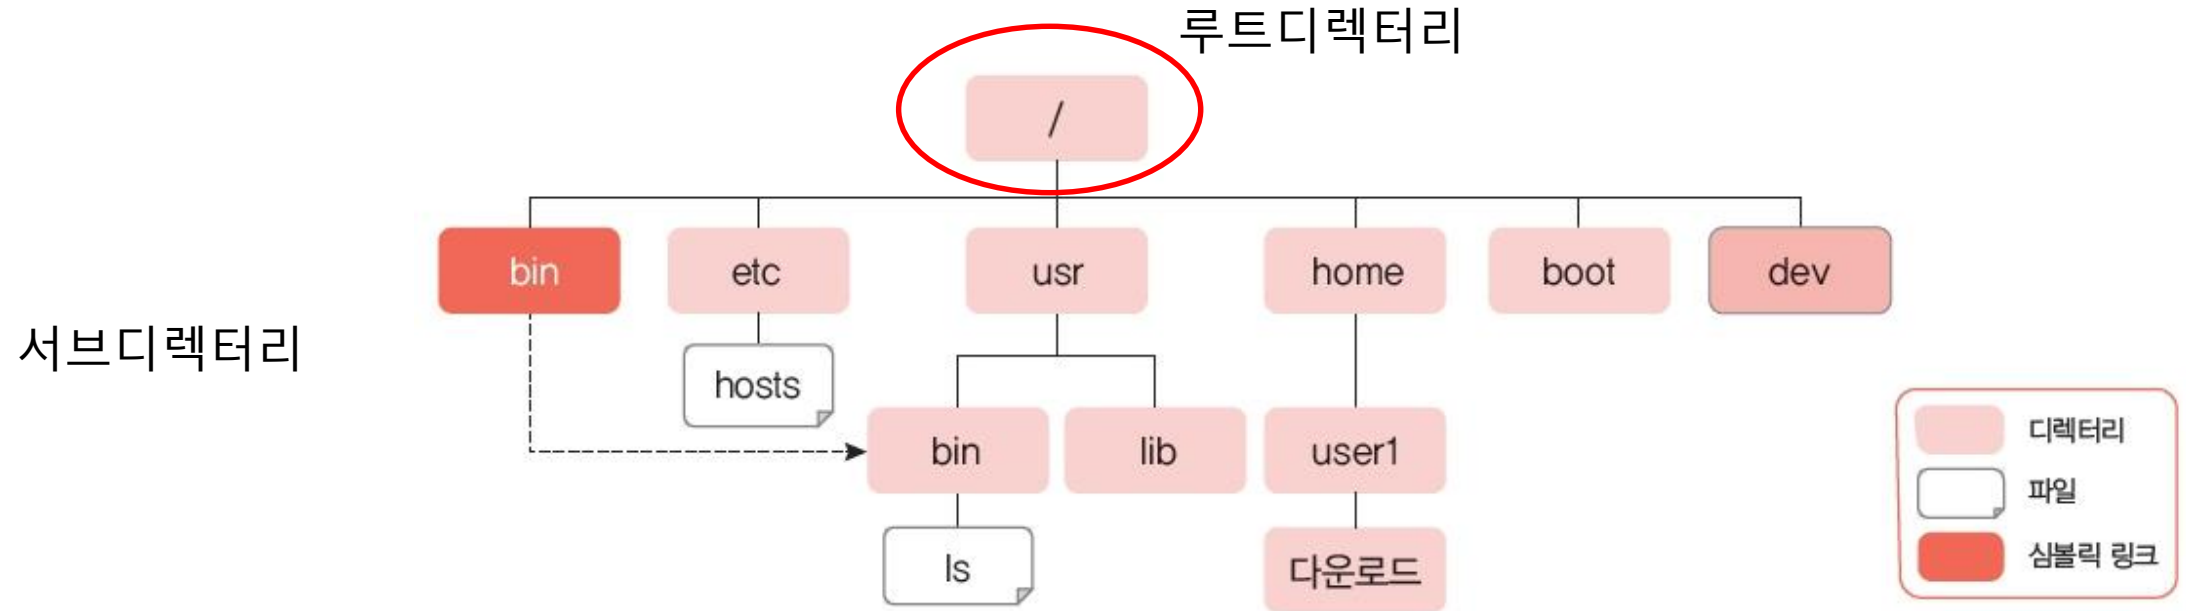 루트디렉터리
/
bin
etc
usr
home
boot
dev
서브디렉터리
hosts
bin
lib
user1
ls
다운로드
디렉터리
파일
심볼릭 링크